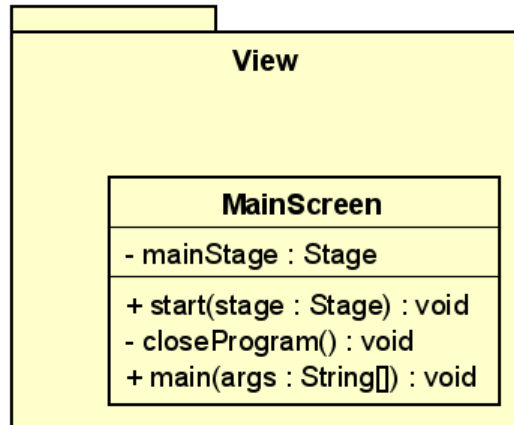 View
MainScreen
- mainStage : Stage
+ start(stage : Stage) : void
- closeProgram() : void
+ main(args : String[]) : void